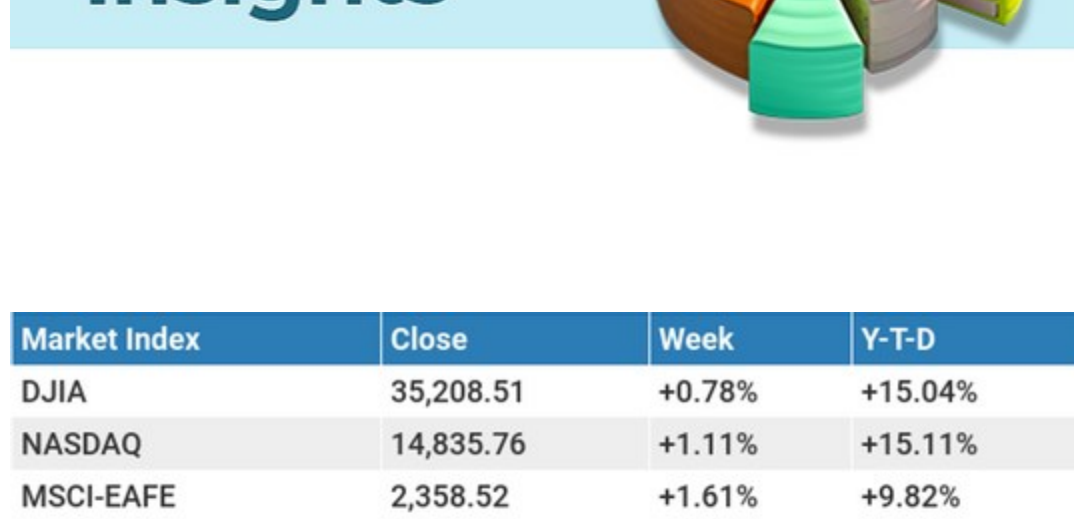 Insights
Market Index Close Week Y-T-D
DJIA 35,208.51 +0.78% +15.04%
NASDAQ 14,835.76 +1.11% +15.11%
MSCI-EAFE 2,358.52 +1.61% +9.82%